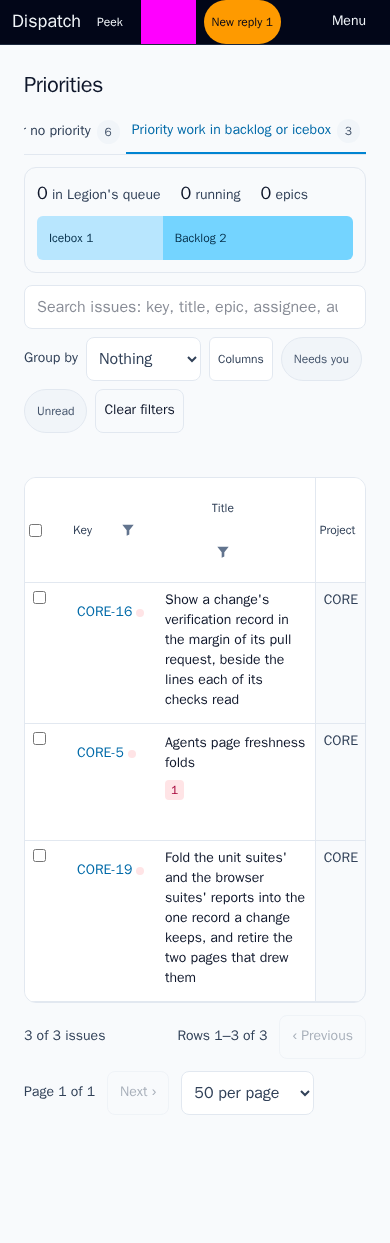 Dispatch Peek New reply 1 Menu
Priorities
no priority 6 Priority work in backlog or icebox 3
0 in Legion's queue 0 running 0 epics
Icebox 1 Backlog 2
Search issues: key, title, epic, assignee, au
Group by Nothing Columns Needs you
Unread Clear filters
Title
Key Project
CORE-16 Show a change's verification record in the margin of its pull request, beside the lines each of its checks read CORE
CORE-5 Agents page freshness folds CORE
1
CORE-19 Fold the unit suites' and the browser suites' reports into the one record a change keeps, and retire the two pages that drew them CORE
3 of 3 issues Rows 1–3 of 3 ‹ Previous
Page 1 of 1 Next › 50 per page